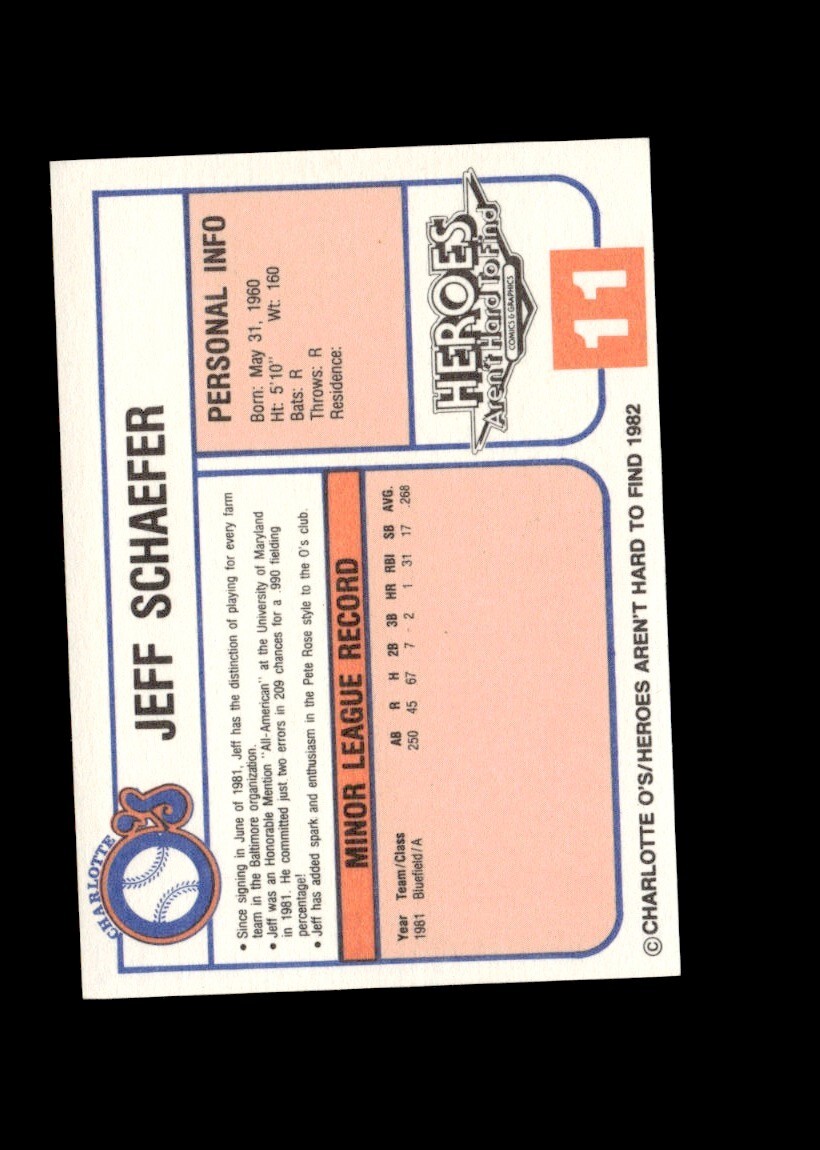 CHARLOTTE
O'S
JEFF SCHAEFER
• Since signing in June of 1981, Jeff has the distinction of playing for every farm
team in the Baltimore organization.
• Jeff was an Honorable Mention "All-American" at the University of Maryland
in 1981. He committed just two errors in 209 chances for a .990 fielding
percentage!
• Jeff has added spark and enthusiasm in the Pete Rose style to the O's club.
PERSONAL INFO
Born: May 31, 1960
Ht: 5'10" Wt: 160
Bats: R
Throws: R
Residence:
MINOR LEAGUE RECORD
Year Team/Class AB R H 2B 3B HR RBI SB AVG.
1981 Bluefield/A 250 45 67 7 - 2 1 31 17 .268
HEROES
Aren't Hard To Find
COMICS & GRAPHICS
11
© CHARLOTTE O'S/HEROES AREN'T HARD TO FIND 1982